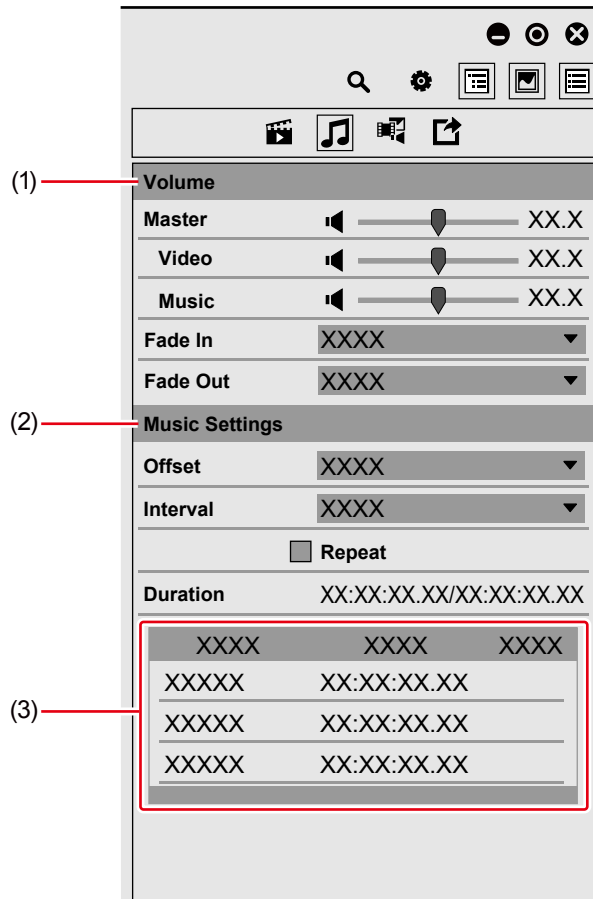 (1)
Volume
Master XX.X
Video XX.X
Music XX.X
Fade In XXXX
Fade Out XXXX
(2)
Music Settings
Offset XXXX
Interval XXXX
Repeat
Duration XX:XX:XX.XX/XX:XX:XX.XX
(3)
XXXX XXXX XXXX
XXXXX XX:XX:XX.XX
XXXXX XX:XX:XX.XX
XXXXX XX:XX:XX.XX